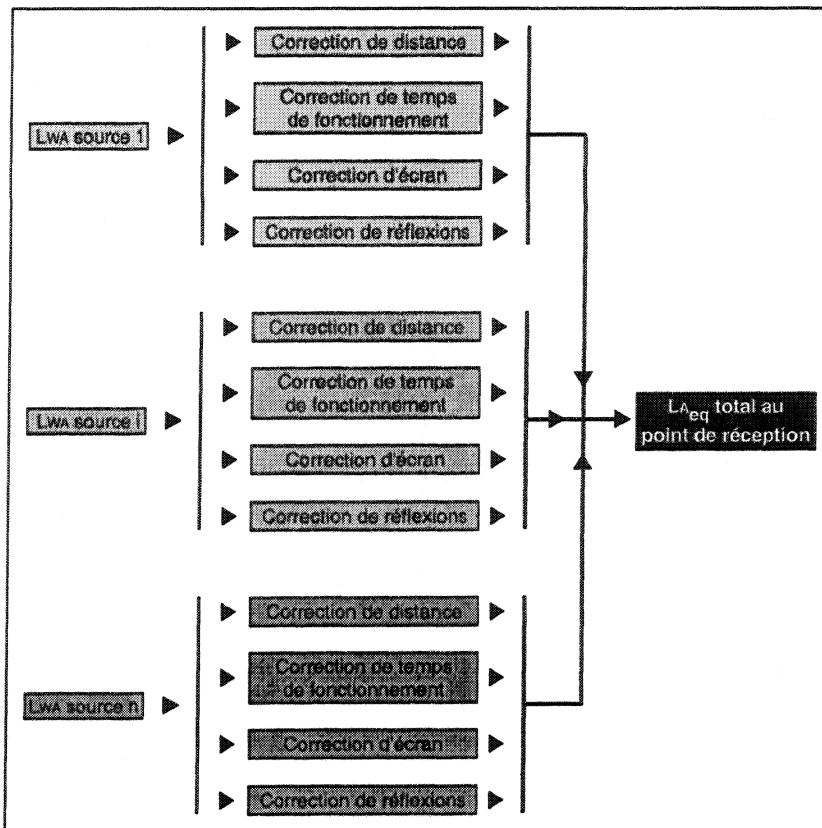 Correction de distance
Correction de temps
de fonctionnement
LWA source 1
Correction d'écran
Correction de réflexions
Correction de distance
Correction de temps
de fonctionnement
LWA source i
Correction d'écran
Correction de réflexions
LAeq total au
point de réception
Correction de distance
Correction de temps
de fonctionnement
LWA source n
Correction d'écran
Correction de réflexions